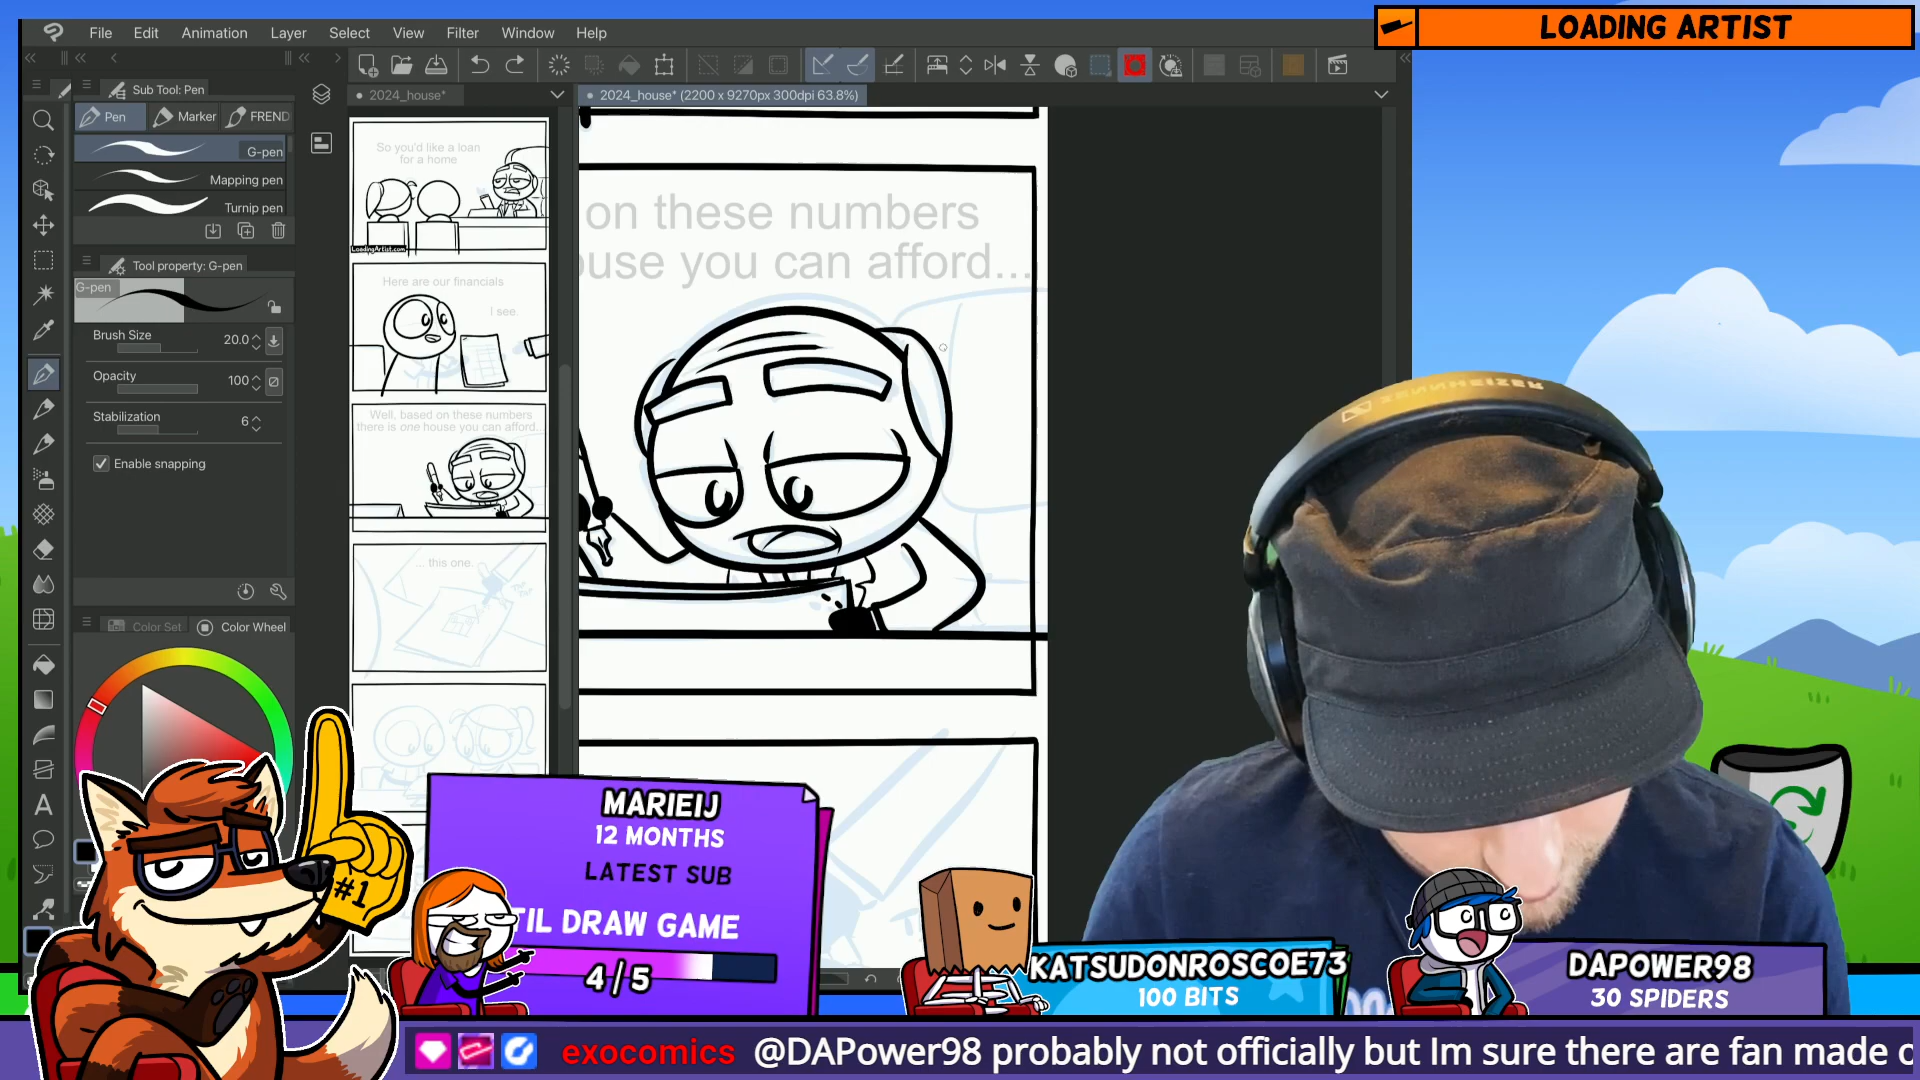 LOADING ARTIST
File Edit Animation Layer Select View Filter Window Help
Sub Tool: Pen
Pen Marker FREND
G-pen
Mapping pen
Turnip pen
Tool property: G-pen
G-pen
Brush Size 20.0
Opacity 100
Stabilization 6
Enable snapping
Color Set Color Wheel
2024_house*
2024_house* (2200 x 9270px 300dpi 63.8%)
So you'd like a loan
for a home
LoadingArtist.com
Here are our financials
I see
Well, based on these numbers
there is one house you can afford...
... this one.
on these numbers
ouse you can afford...
SENNHEISER
#1
MARIEIJ
12 MONTHS
LATEST SUB
TIL DRAW GAME
4/5
KATSUDONROSCOE73
100 BITS
DAPOWER98
30 SPIDERS
exocomics @DAPower98 probably not officially but Im sure there are fan made